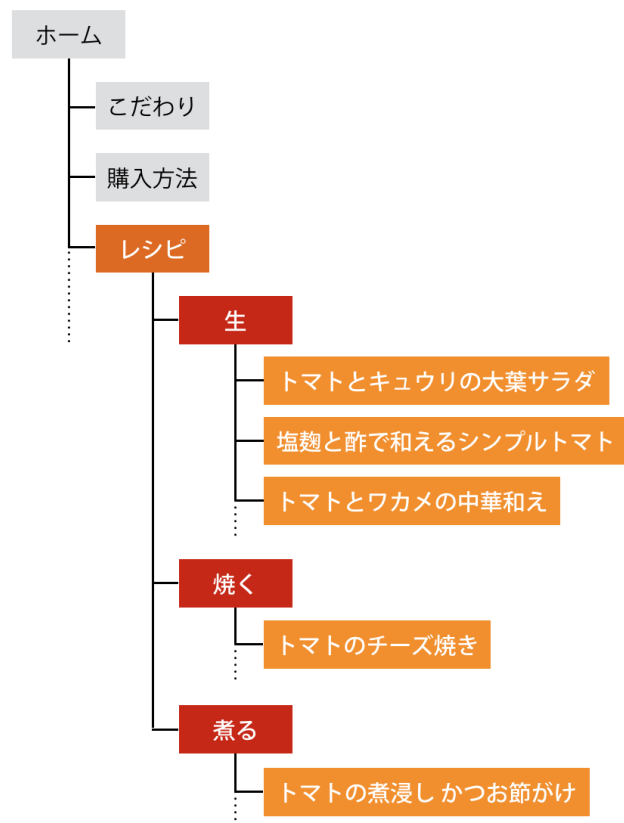 ホーム
こだわり
購入方法
レシピ
生
トマトとキュウリの大葉サラダ
塩麹と酢で和えるシンプルトマト
トマトとワカメの中華和え
焼く
トマトのチーズ焼き
煮る
トマトの煮浸し かつお節がけ